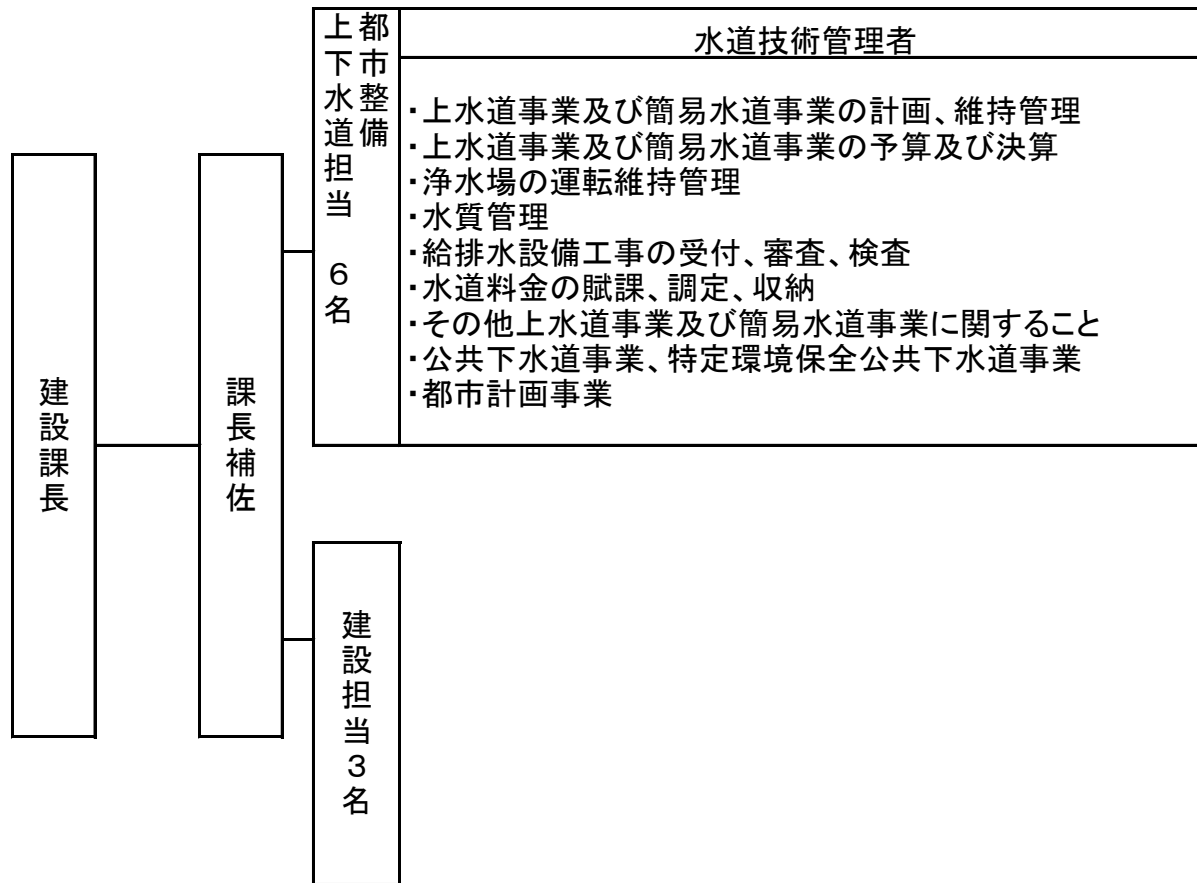 建設課長
課長補佐
都市整備
上下水道担当　６名
水道技術管理者
・上水道事業及び簡易水道事業の計画、維持管理
・上水道事業及び簡易水道事業の予算及び決算
・浄水場の運転維持管理
・水質管理
・給排水設備工事の受付、審査、検査
・水道料金の賦課、調定、収納
・その他上水道事業及び簡易水道事業に関すること
・公共下水道事業、特定環境保全公共下水道事業
・都市計画事業
建設担当３名